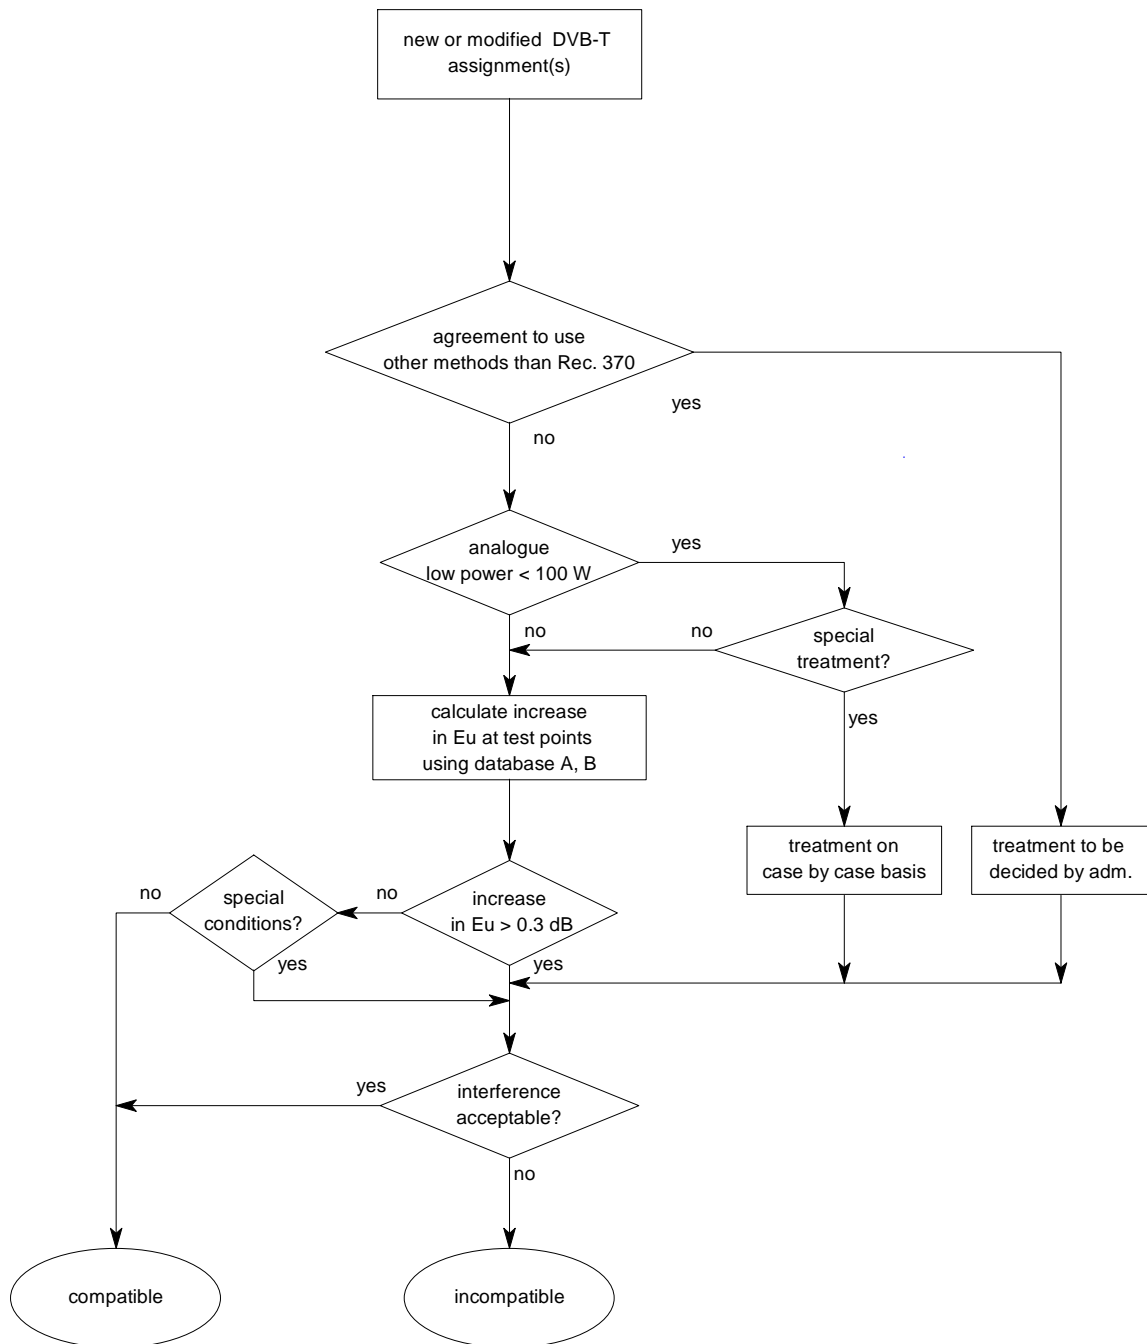 new or modified DVB-T
assignment(s)
agreement to use
other methods than Rec. 370
yes
no
analogue
low power < 100 W
yes
no
no
special
treatment?
yes
calculate increase
in Eu at test points
using database A, B
treatment on
case by case basis
treatment to be
decided by adm.
no
special
conditions?
no
increase
in Eu > 0.3 dB
yes
yes
yes
interference
acceptable?
no
compatible
incompatible